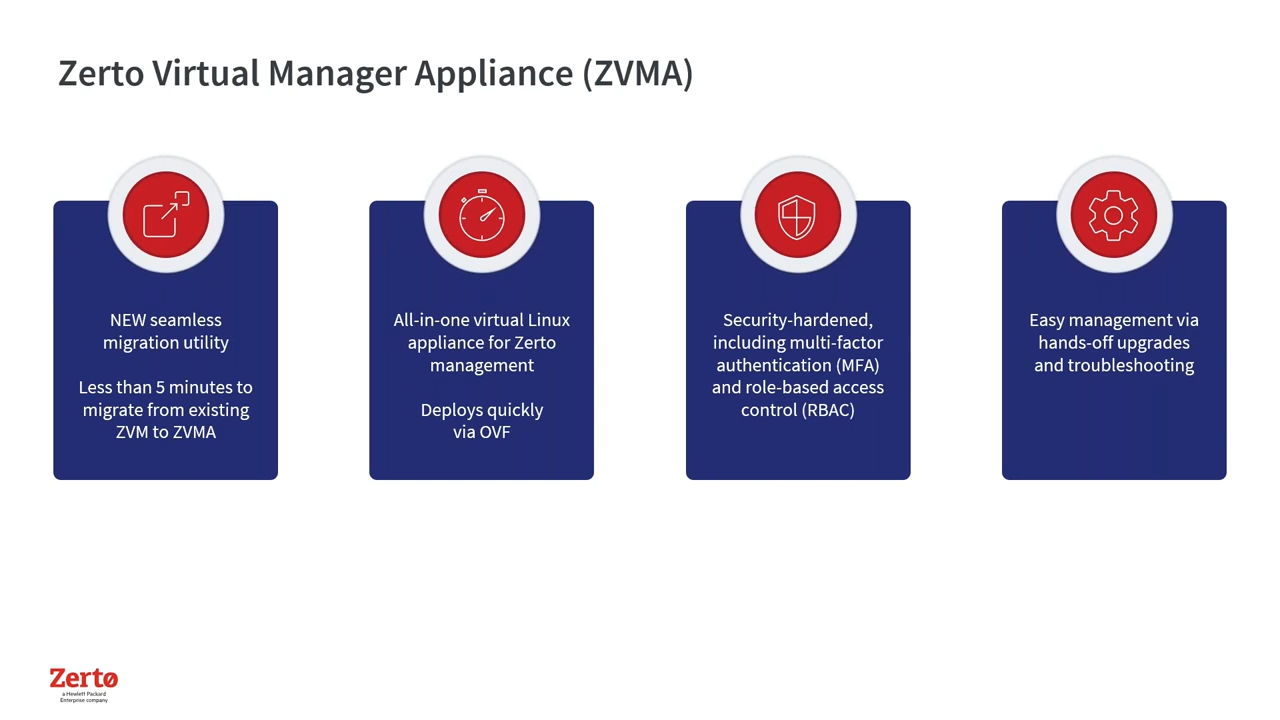 Zerto Virtual Manager Appliance (ZVMA)
NEW seamless
migration utility
Less than 5 minutes to
migrate from existing
ZVM to ZVMA
All-in-one virtual Linux
appliance for Zerto
management
Deploys quickly
via OVF
Security-hardened,
including multi-factor
authentication (MFA)
and role-based access
control (RBAC)
Easy management via
hands-off upgrades
and troubleshooting
Zerto
a Hewlett Packard
Enterprise company